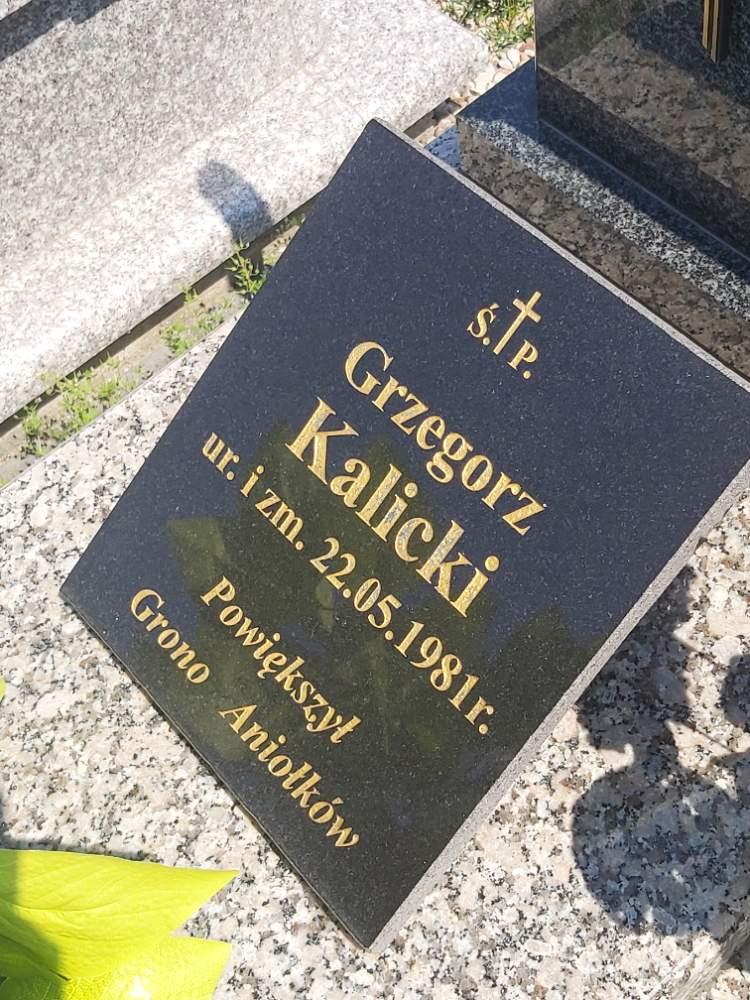 Ś. P.
Grzegorz
Kalicki
ur. i zm. 22.05.1981r.
Powiększył
Grono Aniołków